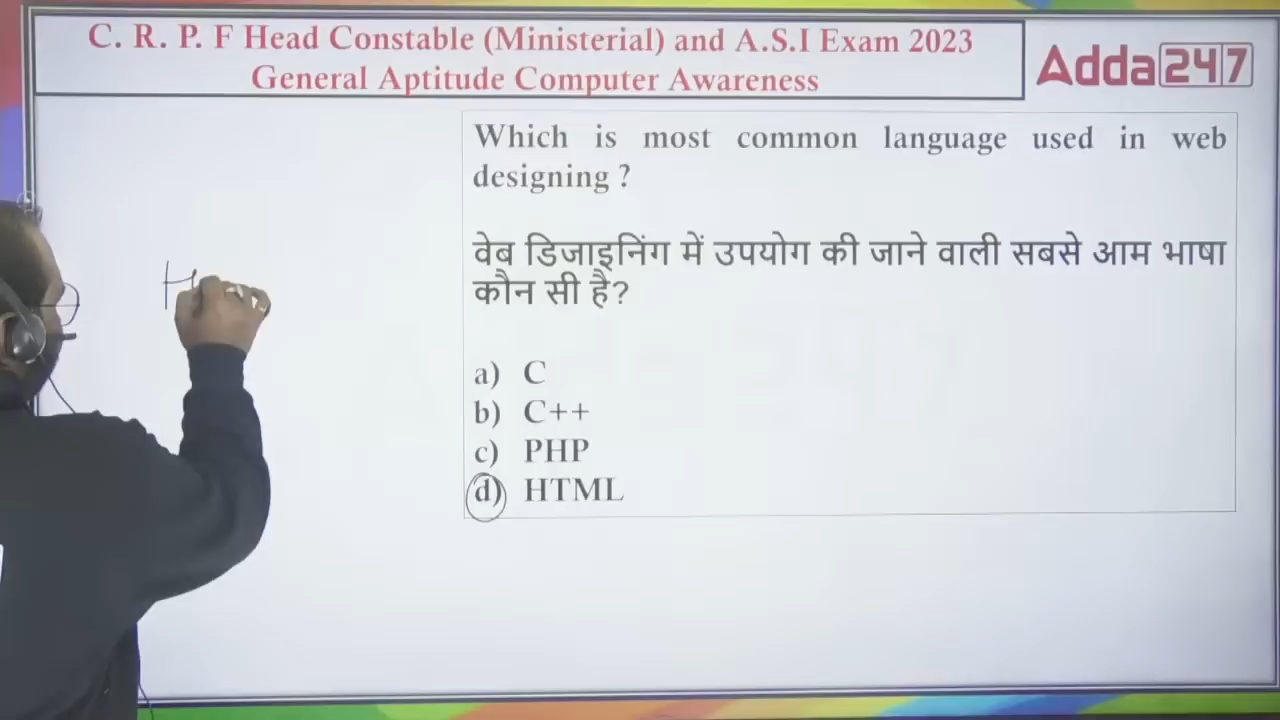 C. R. P. F Head Constable (Ministerial) and A.S.I Exam 2023
General Aptitude Computer Awareness
Adda247
Which is most common language used in web
designing ?
वेब डिजाइनिंग में उपयोग की जाने वाली सबसे आम भाषा
कौन सी है?
H
a) C
b) C++
c) PHP
d) HTML